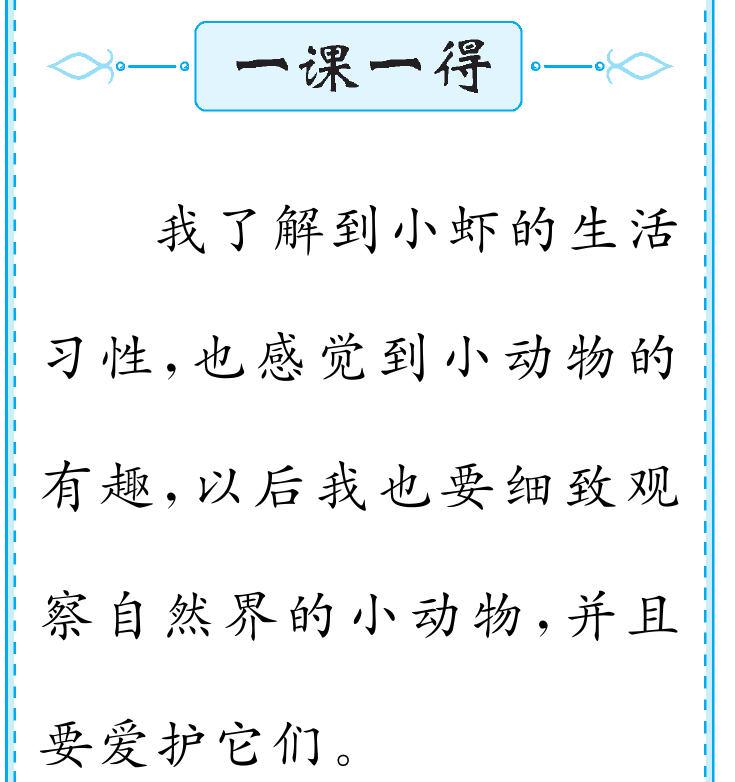 一课一得
我了解到小虾的生活
习性,也感觉到小动物的
有趣,以后我也要细致观
察自然界的小动物,并且
要爱护它们。